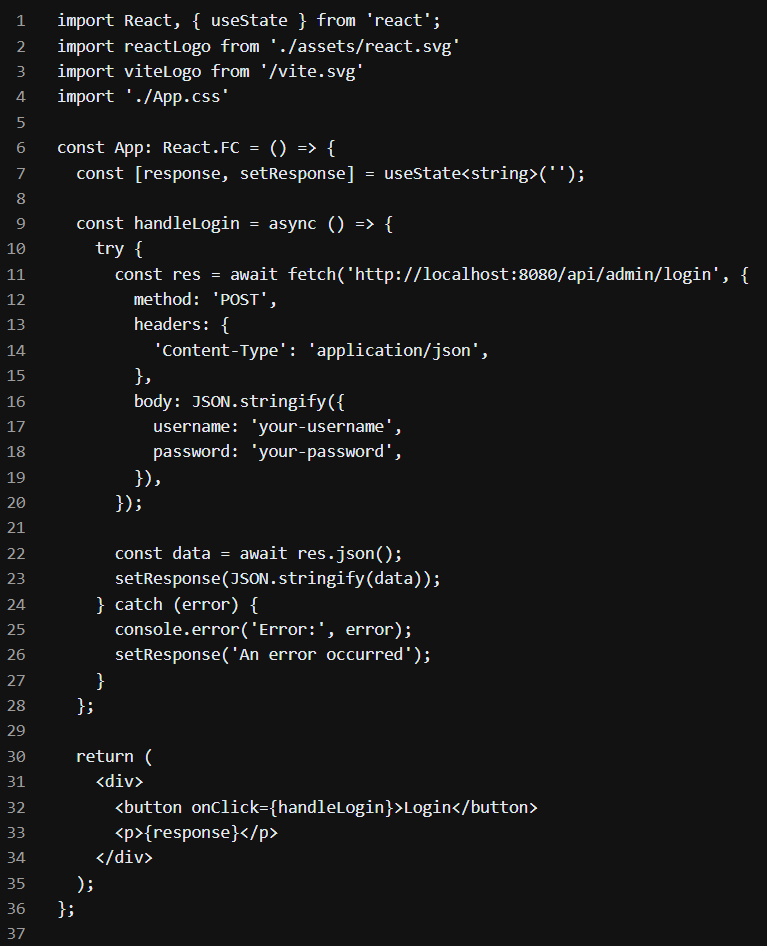 1 import React, { useState } from 'react';
2 import reactLogo from './assets/react.svg'
3 import viteLogo from '/vite.svg'
4 import './App.css'
5
6 const App: React.FC = () => {
7   const [response, setResponse] = useState<string>('');
8
9   const handleLogin = async () => {
10     try {
11       const res = await fetch('http://localhost:8080/api/admin/login', {
12         method: 'POST',
13         headers: {
14           'Content-Type': 'application/json',
15         },
16         body: JSON.stringify({
17           username: 'your-username',
18           password: 'your-password',
19         }),
20       });
21
22       const data = await res.json();
23       setResponse(JSON.stringify(data));
24     } catch (error) {
25       console.error('Error:', error);
26       setResponse('An error occurred');
27     }
28   };
29
30   return (
31     <div>
32       <button onClick={handleLogin}>Login</button>
33       <p>{response}</p>
34     </div>
35   );
36 };
37